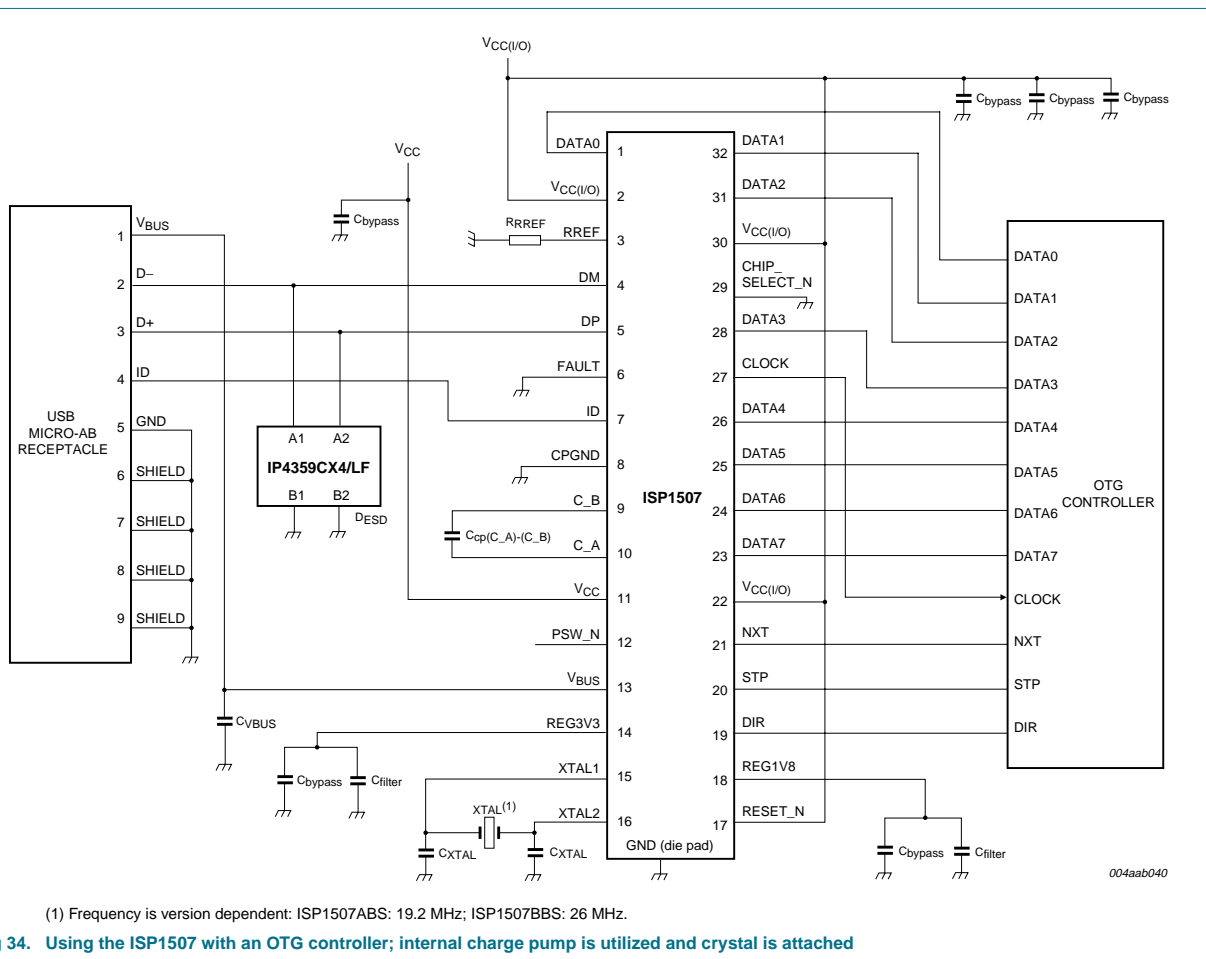 VCC(I/O)
Cbypass
Cbypass
Cbypass
VCC
Cbypass
USB
MICRO-AB
RECEPTACLE
1 VBUS
2 D−
3 D+
4 ID
5 GND
6 SHIELD
7 SHIELD
8 SHIELD
9 SHIELD
A1 A2
IP4359CX4/LF
B1 B2
DESD
RRREF
Ccp(C_A)-(C_B)
CVBUS
Cbypass
Cfilter
XTAL(1)
CXTAL
CXTAL
ISP1507
DATA0 1
VCC(I/O) 2
RREF 3
DM 4
DP 5
FAULT 6
ID 7
CPGND 8
C_B 9
C_A 10
VCC 11
PSW_N 12
VBUS 13
REG3V3 14
XTAL1 15
XTAL2 16
GND (die pad)
32 DATA1
31 DATA2
30 VCC(I/O)
29 CHIP_
SELECT_N
28 DATA3
27 CLOCK
26 DATA4
25 DATA5
24 DATA6
23 DATA7
22 VCC(I/O)
21 NXT
20 STP
19 DIR
18 REG1V8
17 RESET_N
Cbypass
Cfilter
DATA0
DATA1
DATA2
DATA3
DATA4
DATA5
DATA6
DATA7
CLOCK
NXT
STP
DIR
OTG
CONTROLLER
004aab040
(1) Frequency is version dependent: ISP1507ABS: 19.2 MHz; ISP1507BBS: 26 MHz.
34. Using the ISP1507 with an OTG controller; internal charge pump is utilized and crystal is attached